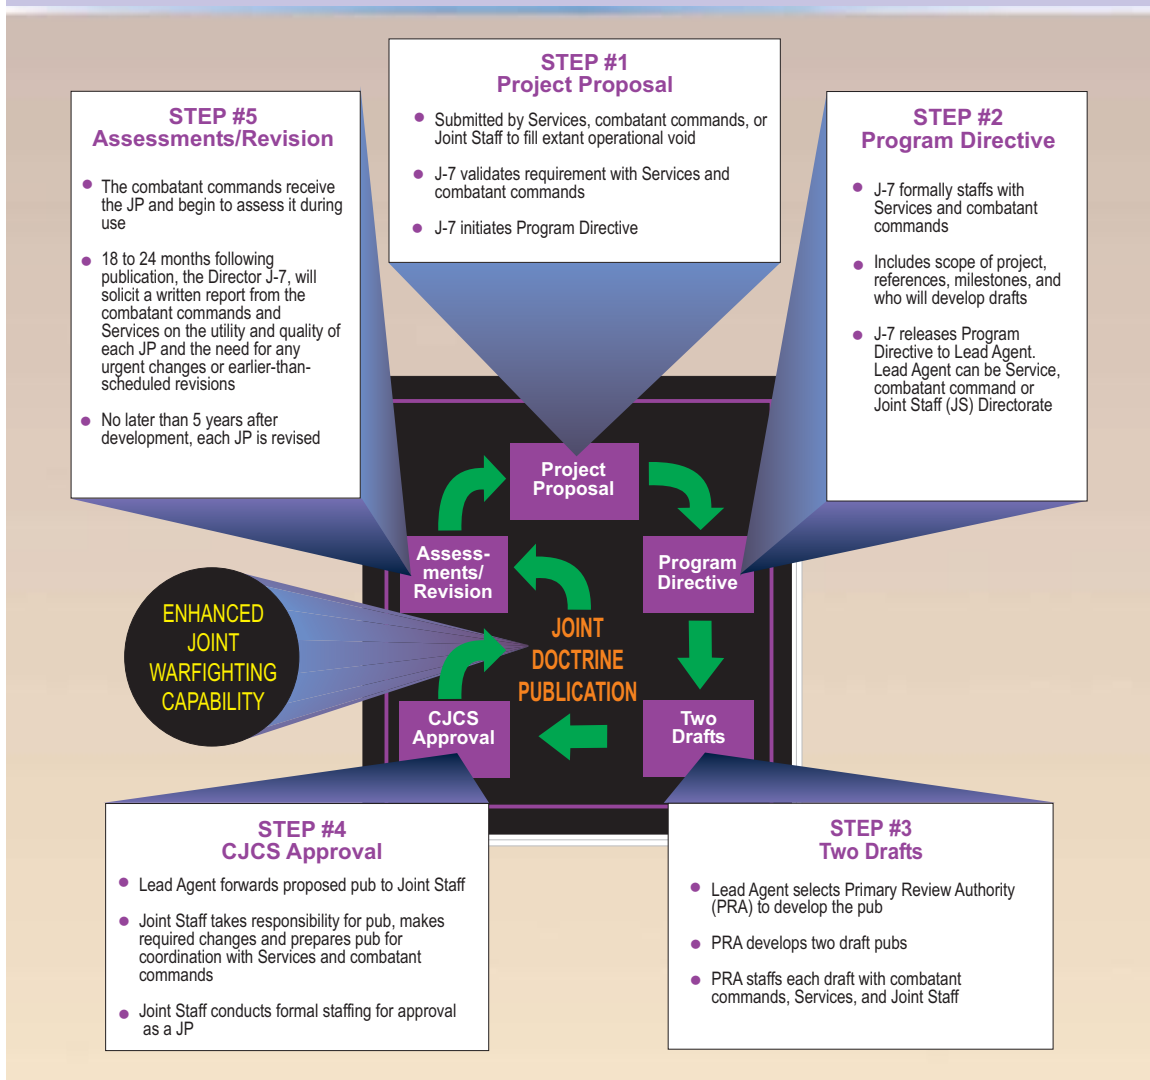 STEP #1
Project Proposal
Submitted by Services, combatant commands, or
Joint Staff to fill extant operational void
J-7 validates requirement with Services and
combatant commands
J-7 initiates Program Directive
STEP #2
Program Directive
J-7 formally staffs with
Services and combatant
commands
Includes scope of project,
references, milestones, and
who will develop drafts
J-7 releases Program
Directive to Lead Agent.
Lead Agent can be Service,
combatant command or
Joint Staff (JS) Directorate
STEP #5
Assessments/Revision
The combatant commands receive
the JP and begin to assess it during
use
18 to 24 months following
publication, the Director J-7, will
solicit a written report from the
combatant commands and
Services on the utility and quality of
each JP and the need for any
urgent changes or earlier-than-
scheduled revisions
No later than 5 years after
development, each JP is revised
Project
Proposal
Assess-
ments/
Revision
Program
Directive
ENHANCED
JOINT
WARFIGHTING
CAPABILITY
JOINT
DOCTRINE
PUBLICATION
CJCS
Approval
Two
Drafts
STEP #4
CJCS Approval
Lead Agent forwards proposed pub to Joint Staff
Joint Staff takes responsibility for pub, makes
required changes and prepares pub for
coordination with Services and combatant
commands
Joint Staff conducts formal staffing for approval
as a JP
STEP #3
Two Drafts
Lead Agent selects Primary Review Authority
(PRA) to develop the pub
PRA develops two draft pubs
PRA staffs each draft with combatant
commands, Services, and Joint Staff